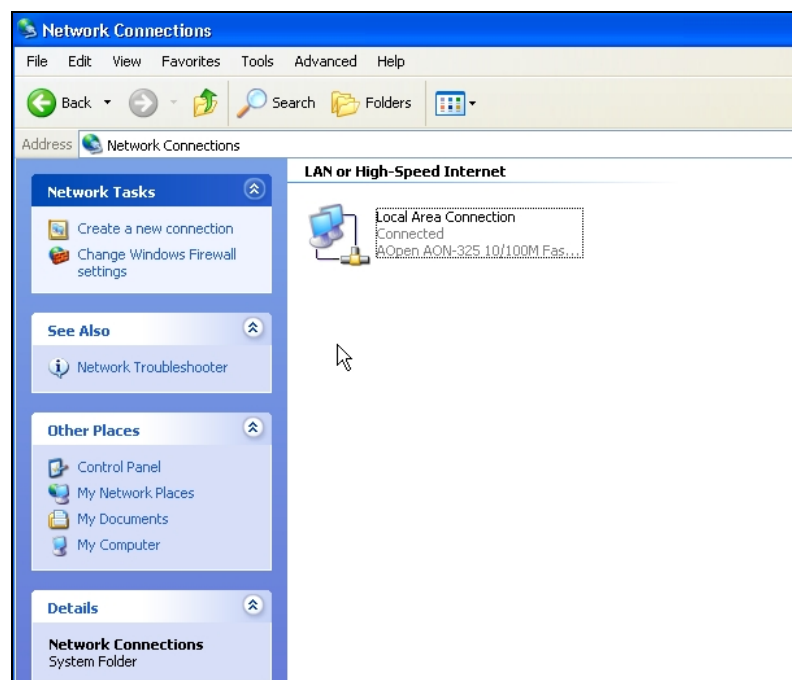 Network Connections
File Edit View Favorites Tools Advanced Help
Back Search Folders
Address Network Connections
Network Tasks
Create a new connection
Change Windows Firewall
settings
See Also
Network Troubleshooter
Other Places
Control Panel
My Network Places
My Documents
My Computer
Details
Network Connections
System Folder
LAN or High-Speed Internet
Local Area Connection
Connected
AOpen AON-325 10/100M Fas...